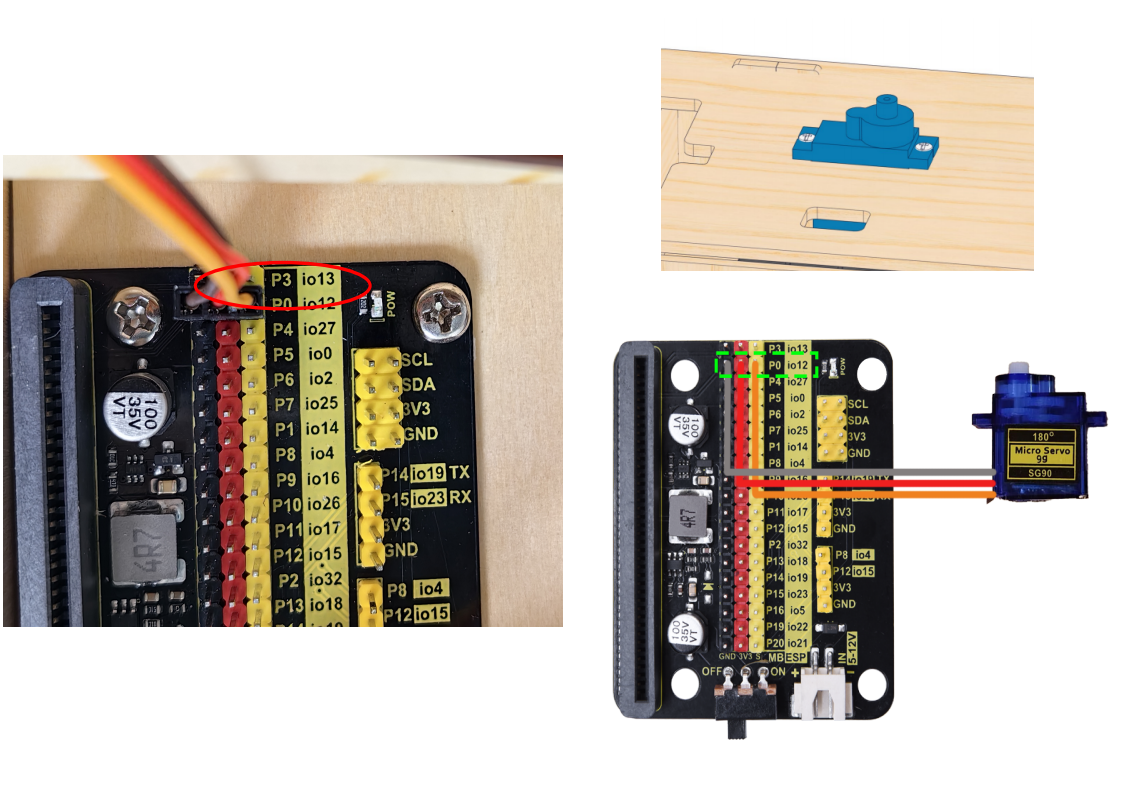 P3 io13
P0 io12
P4 io27
P5 io0
P6 io2
P7 io25
P1 io14
P8 io4
P9 io16
P10 io26
P11 io17
P12 io15
P2 io32
P13 io18
POW
SCL
SDA
3V3
GND
P14 io19 TX
P15 io23 RX
3V3
GND
P8 io4
P12 io15
100
35V
VT
4R7
P3 io13
P0 io12
P4 io27
P5 io0
P6 io2
P7 io25
P1 io14
P8 io4
P9 io16
P11 io17
P2 io32
P13 io18
P14 io19
P15 io23
P16 io5
P19 io22
P20 io21
GND 3V3 S MB ESP
OFF ON + IN -
5-12V
POW
SCL
SDA
3V3
GND
P14 io19 TX
3V3
GND
P8 io4
P12 io15
3V3
GND
100
35V
VT
4R7
100
35V
VT
180°
Micro Servo
9g
SG90